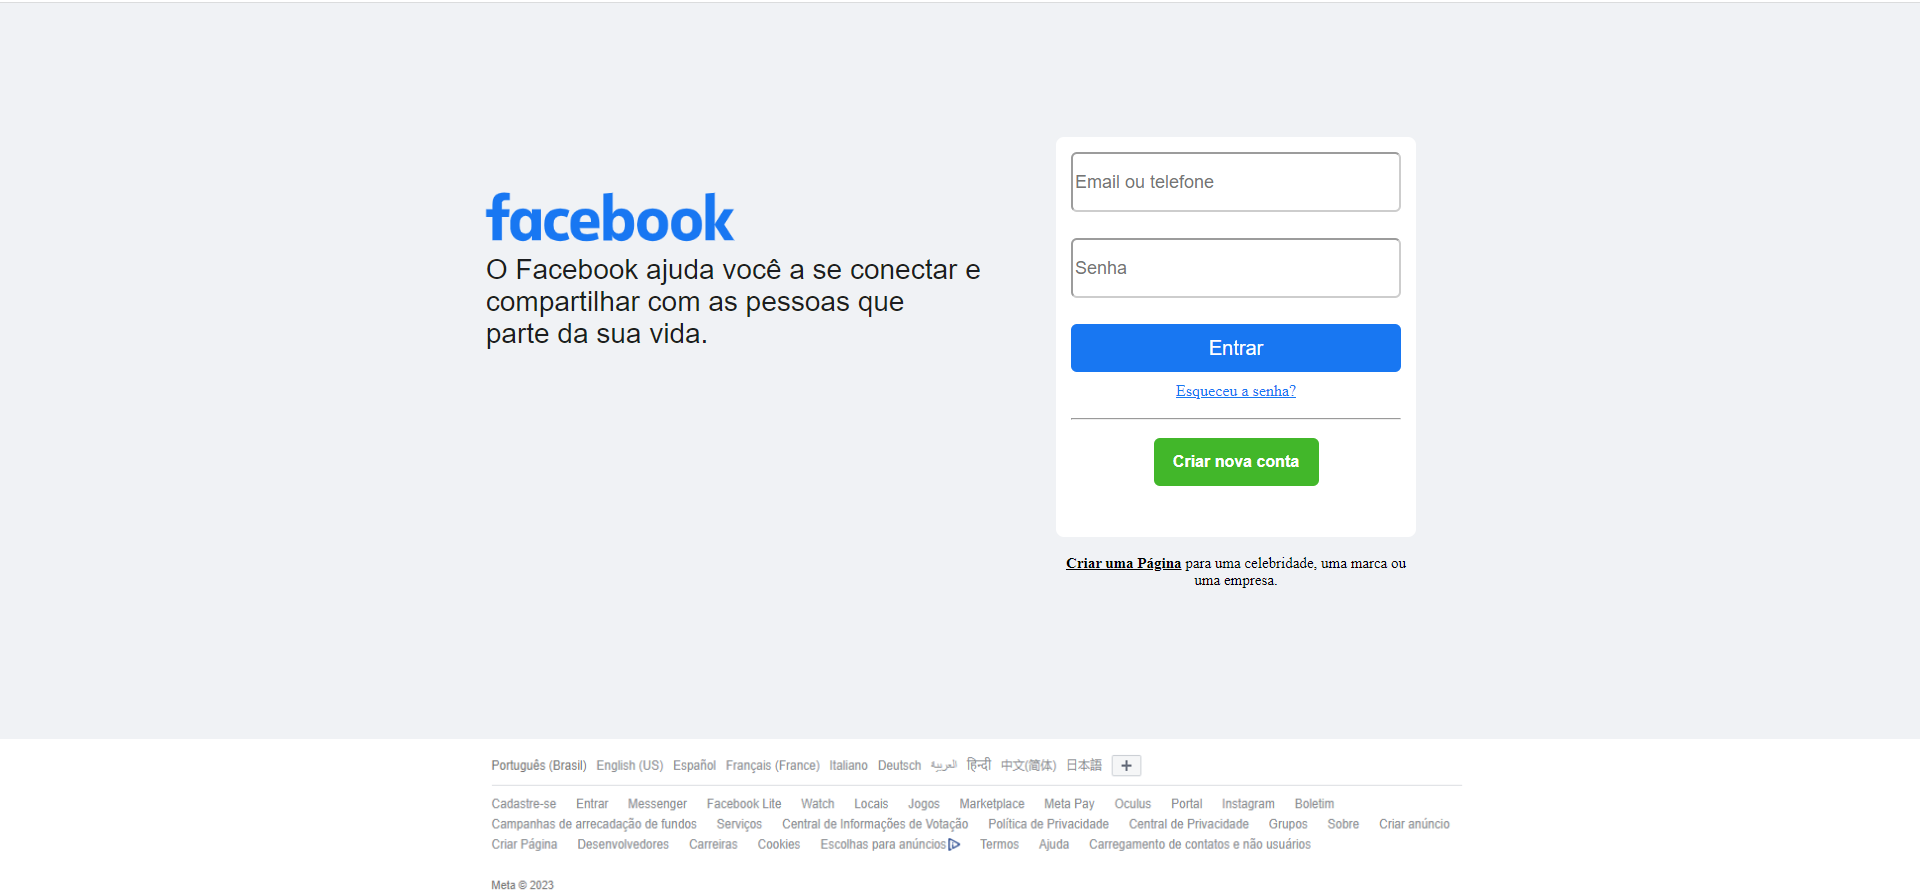 facebook
O Facebook ajuda você a se conectar e
compartilhar com as pessoas que
parte da sua vida.
Email ou telefone
Senha
Entrar
Esqueceu a senha?
Criar nova conta
Criar uma Página para uma celebridade, uma marca ou
uma empresa.
Português (Brasil) English (US) Español Français (France) Italiano Deutsch العربية हिन्दी 中文(简体) 日本語 +
Cadastre-se Entrar Messenger Facebook Lite Watch Locais Jogos Marketplace Meta Pay Oculus Portal Instagram Boletim
Campanhas de arrecadação de fundos Serviços Central de Informações de Votação Política de Privacidade Central de Privacidade Grupos Sobre Criar anúncio
Criar Página Desenvolvedores Carreiras Cookies Escolhas para anúncios Termos Ajuda Carregamento de contatos e não usuários
Meta © 2023